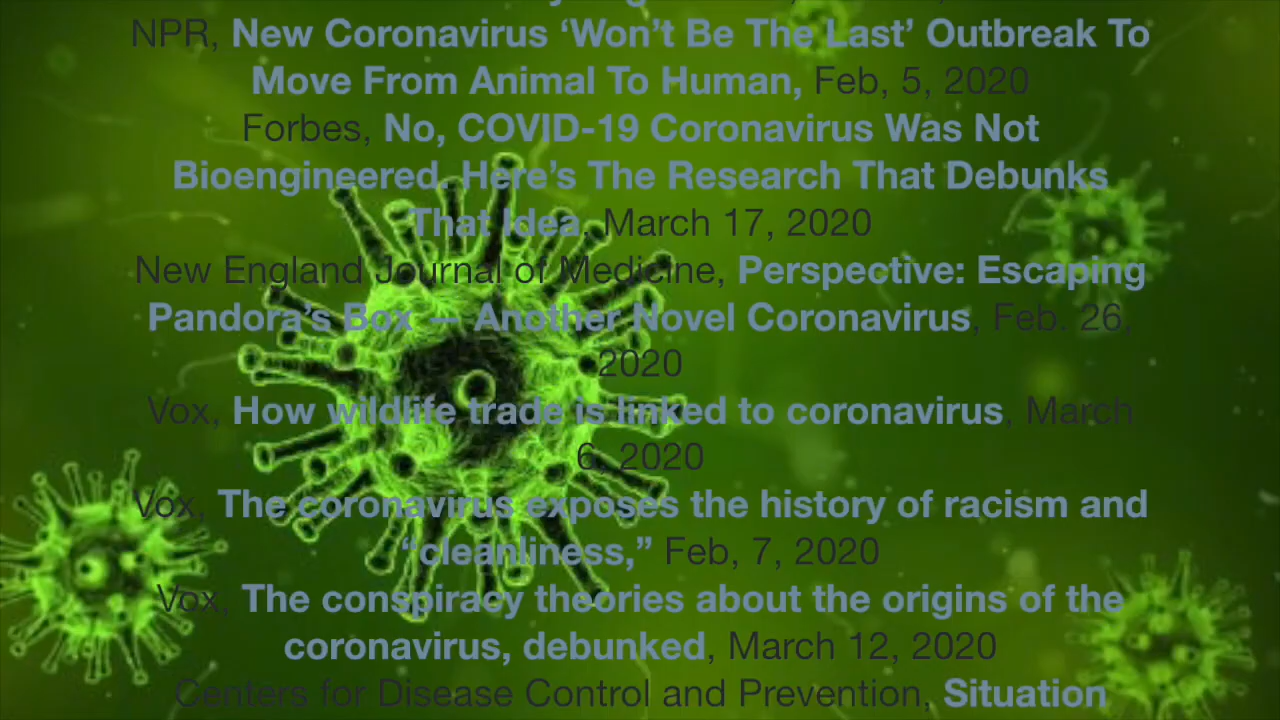 NPR, New Coronavirus ‘Won’t Be The Last’ Outbreak To
Move From Animal To Human, Feb, 5, 2020
Forbes, No, COVID-19 Coronavirus Was Not
Bioengineered. Here’s The Research That Debunks
That Idea, March 17, 2020
New England Journal of Medicine, Perspective: Escaping
Pandora’s Box — Another Novel Coronavirus, Feb. 26,
2020
Vox, How wildlife trade is linked to coronavirus, March
6, 2020
Vox, The coronavirus exposes the history of racism and
“cleanliness,” Feb, 7, 2020
Vox, The conspiracy theories about the origins of the
coronavirus, debunked, March 12, 2020
Centers for Disease Control and Prevention, Situation